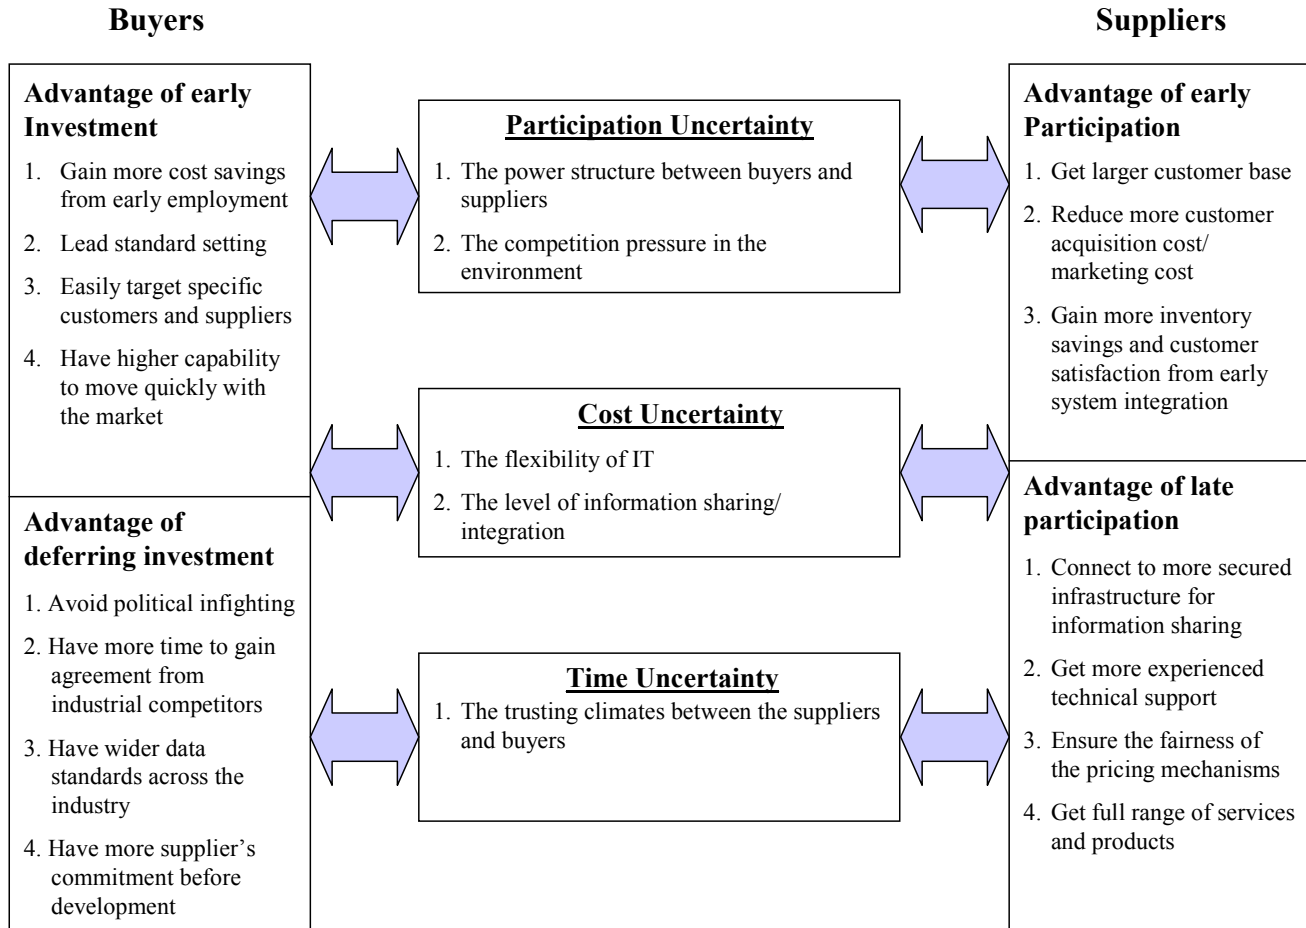 Buyers
Suppliers
Advantage of early
Investment
1. Gain more cost savings
from early employment
2. Lead standard setting
3. Easily target specific
customers and suppliers
4. Have higher capability
to move quickly with
the market
Advantage of
deferring investment
1. Avoid political infighting
2. Have more time to gain
agreement from
industrial competitors
3. Have wider data
standards across the
industry
4. Have more supplier’s
commitment before
development
Participation Uncertainty
1. The power structure between buyers and
suppliers
2. The competition pressure in the
environment
Cost Uncertainty
1. The flexibility of IT
2. The level of information sharing/
integration
Time Uncertainty
1. The trusting climates between the suppliers
and buyers
Advantage of early
Participation
1. Get larger customer base
2. Reduce more customer
acquisition cost/
marketing cost
3. Gain more inventory
savings and customer
satisfaction from early
system integration
Advantage of late
participation
1. Connect to more secured
infrastructure for
information sharing
2. Get more experienced
technical support
3. Ensure the fairness of
the pricing mechanisms
4. Get full range of services
and products